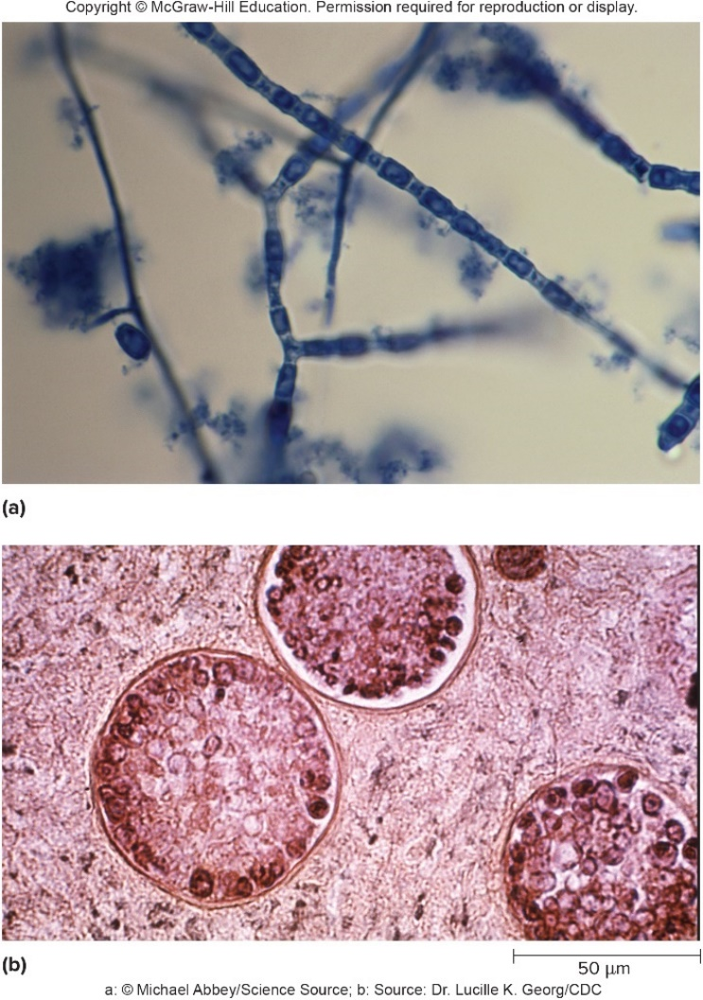 Copyright © McGraw-Hill Education. Permission required for reproduction or display.
(a)
(b)
50 µm
a: © Michael Abbey/Science Source; b: Source: Dr. Lucille K. Georg/CDC